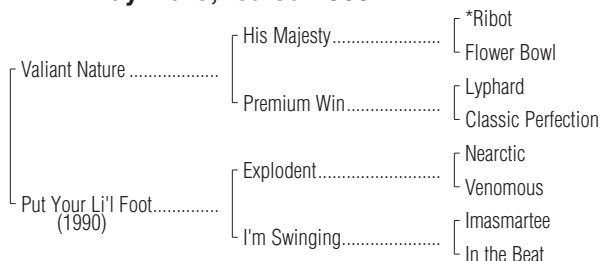 His Majesty
*Ribot
Flower Bowl
Valiant Nature
Premium Win
Lyphard
Classic Perfection
Explodent
Nearctic
Venomous
Put Your Li'l Foot
(1990)
I'm Swinging
Imasmartee
In the Beat